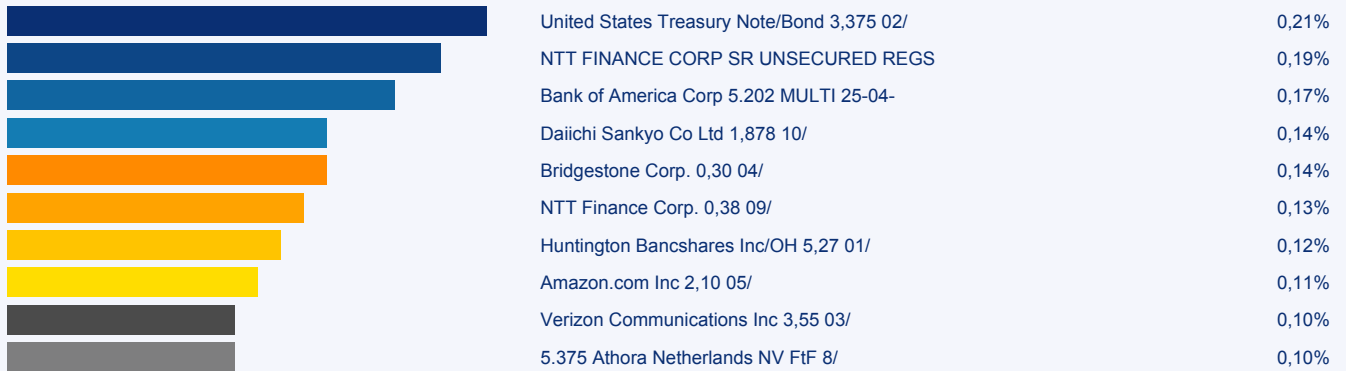 United States Treasury Note/Bond 3,375 02/ 0,21%
NTT FINANCE CORP SR UNSECURED REGS 0,19%
Bank of America Corp 5.202 MULTI 25-04- 0,17%
Daiichi Sankyo Co Ltd 1,878 10/ 0,14%
Bridgestone Corp. 0,30 04/ 0,14%
NTT Finance Corp. 0,38 09/ 0,13%
Huntington Bancshares Inc/OH 5,27 01/ 0,12%
Amazon.com Inc 2,10 05/ 0,11%
Verizon Communications Inc 3,55 03/ 0,10%
5.375 Athora Netherlands NV FtF 8/ 0,10%